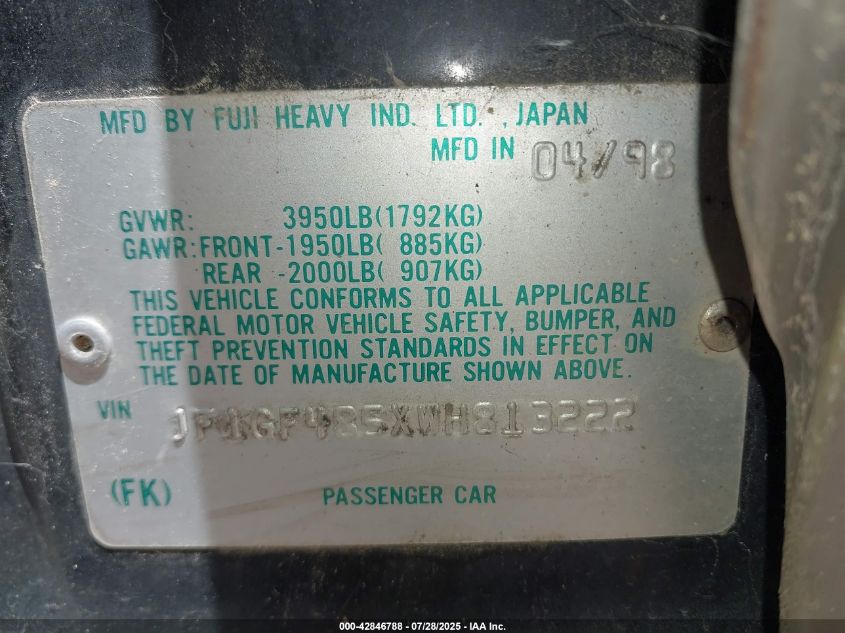 MFD BY FUJI HEAVY IND. LTD. , JAPAN
MFD IN 04/98
GVWR: 3950LB(1792KG)
GAWR:FRONT-1950LB( 885KG)
REAR -2000LB( 907KG)
THIS VEHICLE CONFORMS TO ALL APPLICABLE
FEDERAL MOTOR VEHICLE SAFETY, BUMPER, AND
THEFT PREVENTION STANDARDS IN EFFECT ON
THE DATE OF MANUFACTURE SHOWN ABOVE.
VIN JF1GF485XWH813222
(FK) PASSENGER CAR
000-42846788 - 07/28/2025 - IAA Inc.